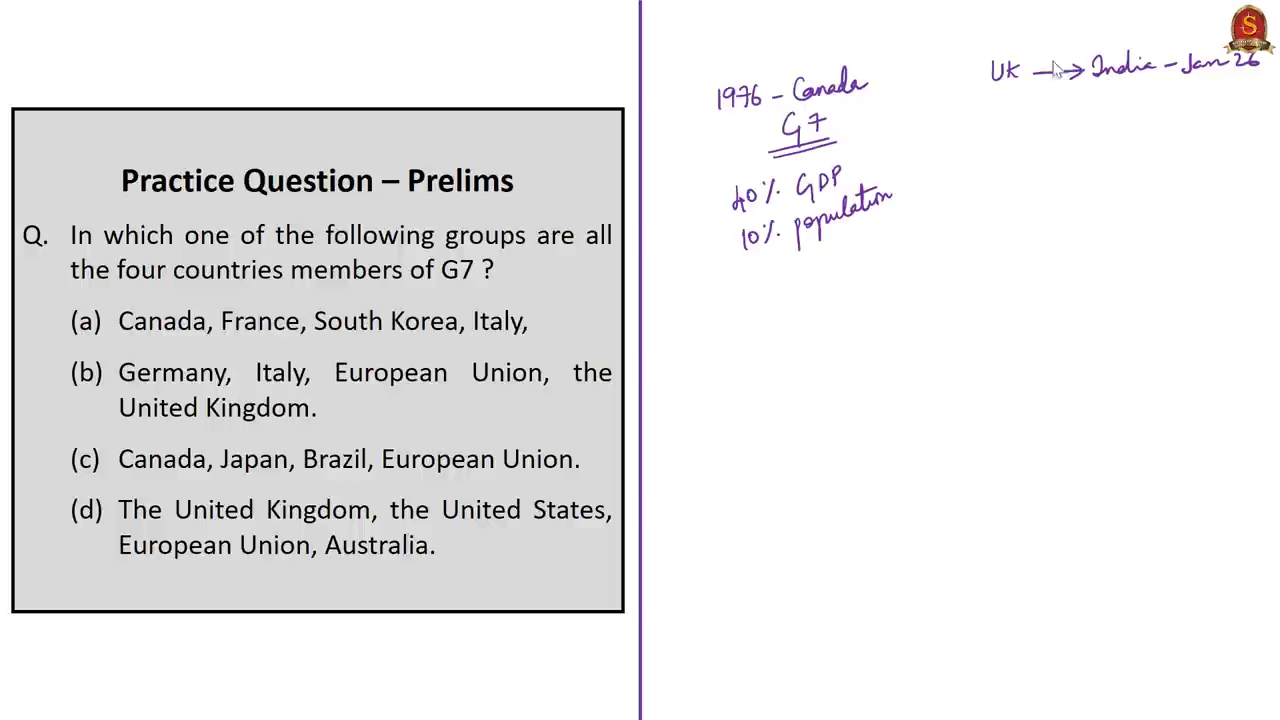 Practice Question – Prelims
Q. In which one of the following groups are all
the four countries members of G7 ?
(a) Canada, France, South Korea, Italy,
(b) Germany, Italy, European Union, the
United Kingdom.
(c) Canada, Japan, Brazil, European Union.
(d) The United Kingdom, the United States,
European Union, Australia.
1976 - Canada
G7
40% GDP
10% population
UK → India - Jan 26
S